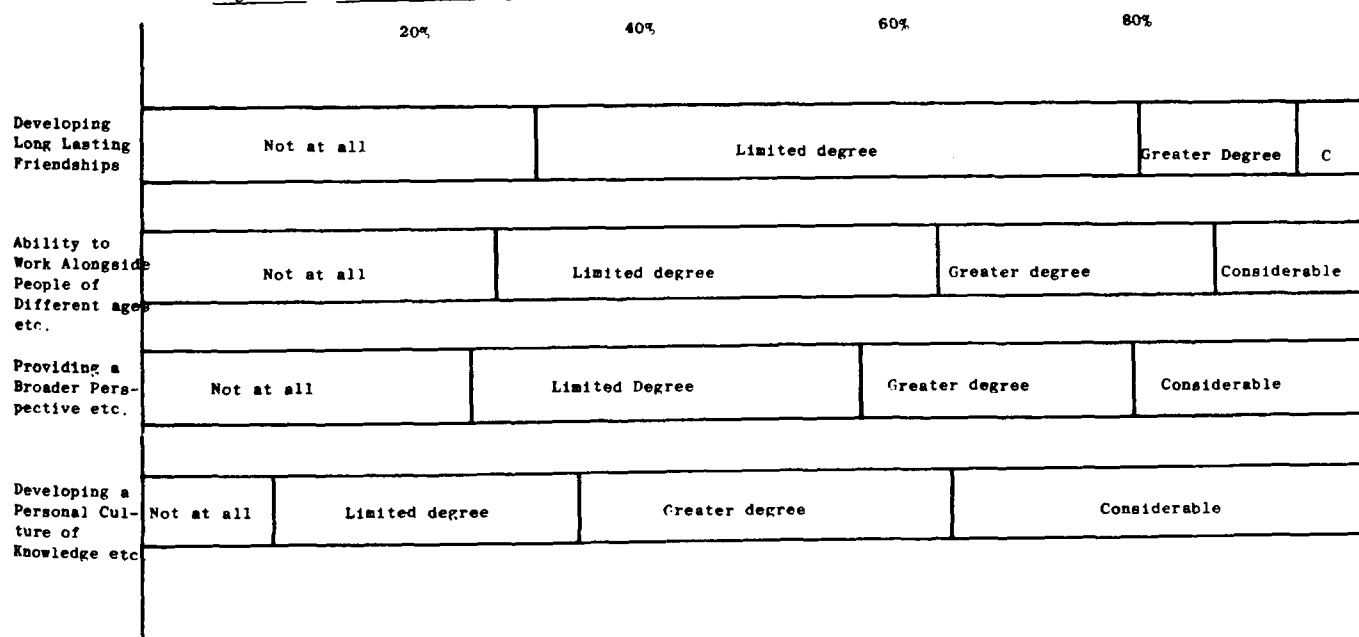 20%
40%
60%
80%
Developing
Long Lasting
Friendships
Not at all
Limited degree
Greater Degree
C
Ability to
Work Alongside
People of
Different ages
etc.
Not at all
Limited degree
Greater degree
Considerable
Providing a
Broader Pers-
pective etc.
Not at all
Limited Degree
Greater degree
Considerable
Developing a
Personal Cul-
ture of
Knowledge etc
Not at all
Limited degree
Greater degree
Considerable